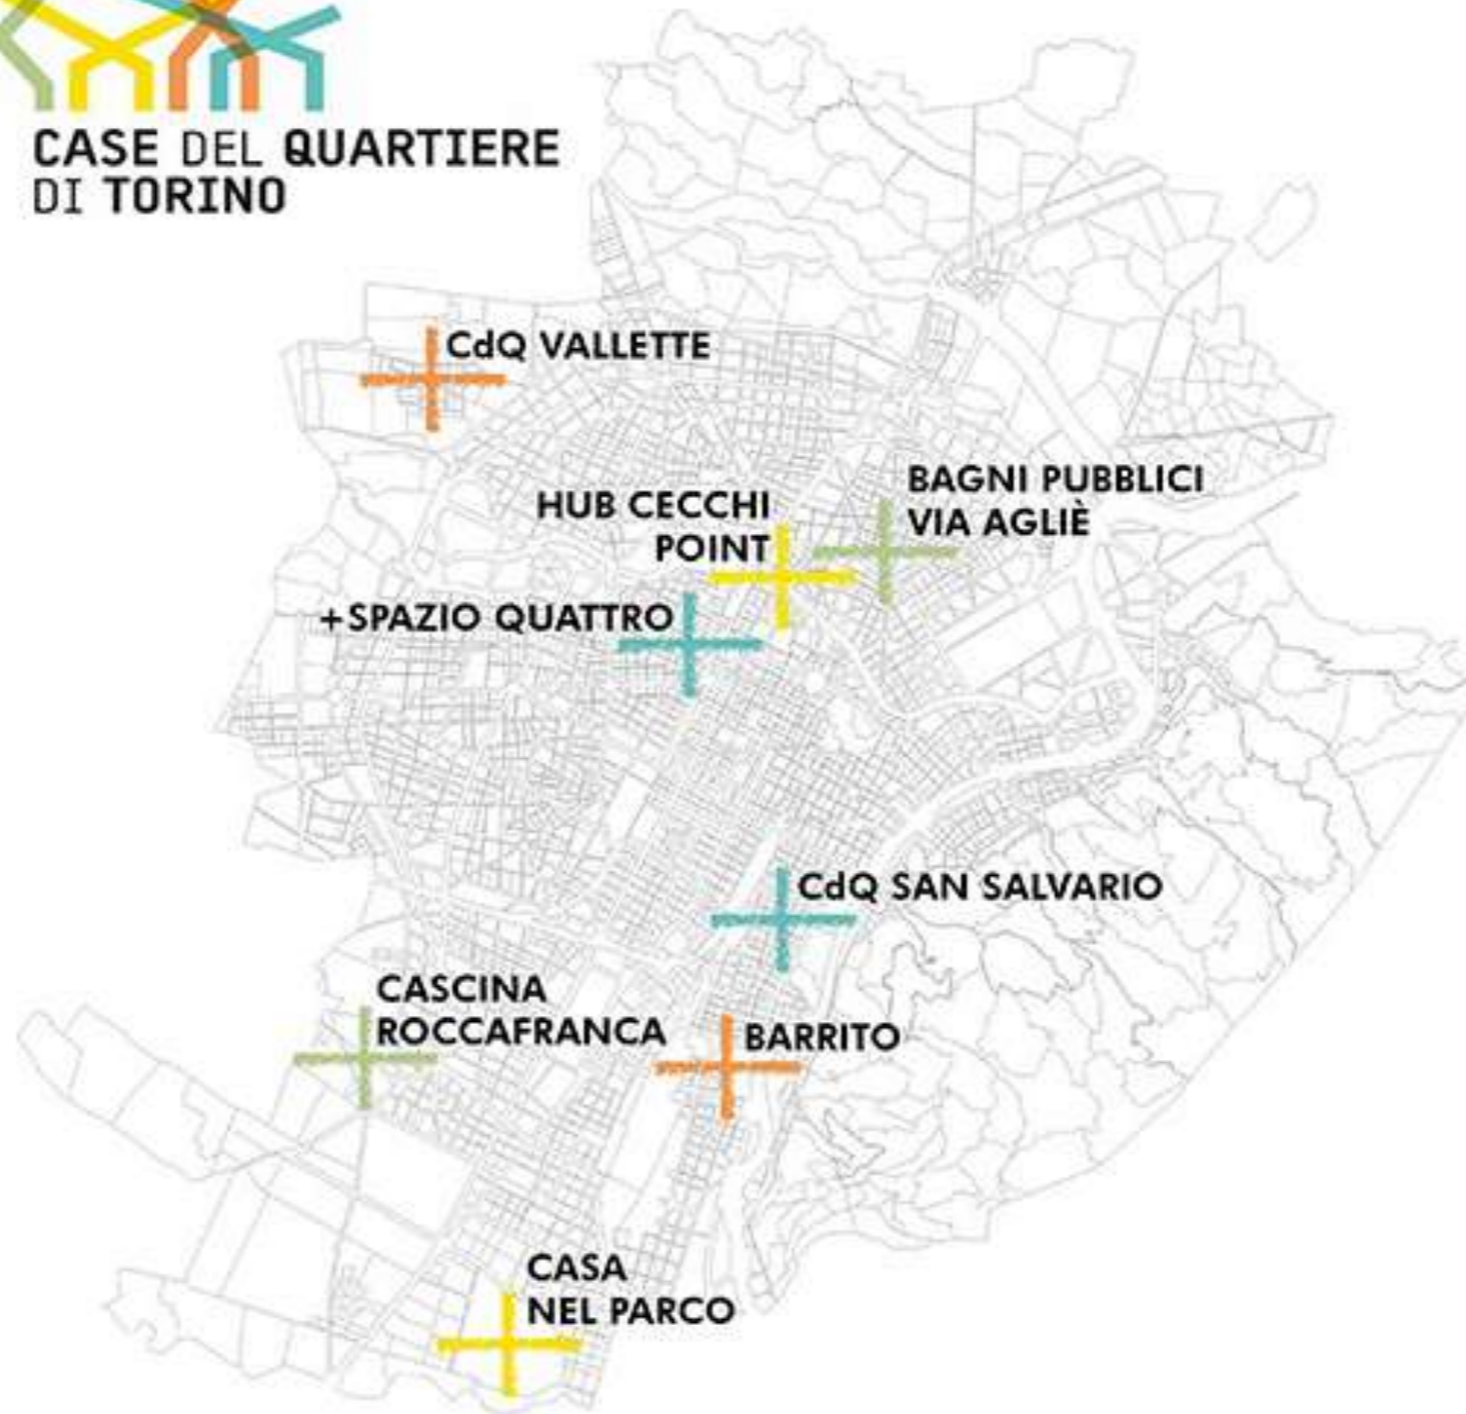 CASE DEL QUARTIERE
DI TORINO
CdQ VALLETTE
BAGNI PUBBLICI
VIA AGLIÈ
HUB CECCHI
POINT
+SPAZIO QUATTRO
CdQ SAN SALVARIO
CASCINA
ROCCAFRANCA
BARRITO
CASA
NEL PARCO